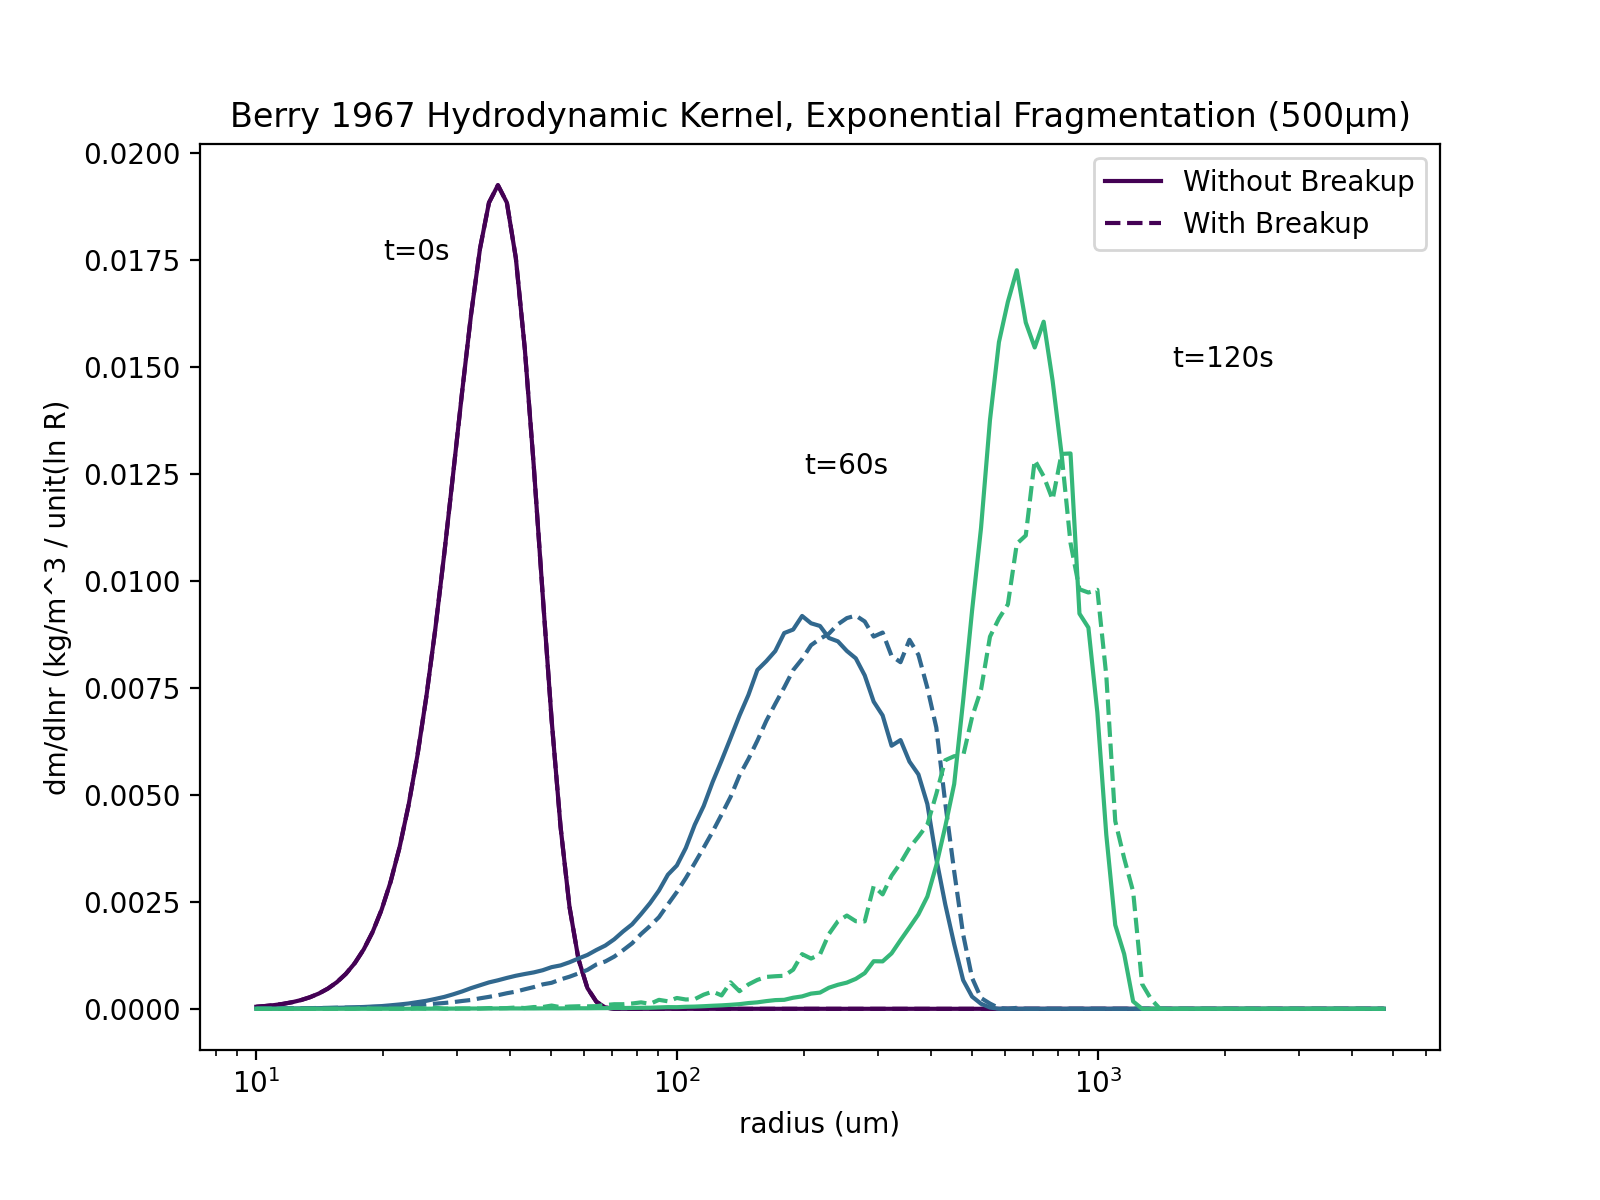 Berry 1967 Hydrodynamic Kernel, Exponential Fragmentation (500μm)
0.0200
0.0175
0.0150
0.0125
0.0100
0.0075
0.0050
0.0025
0.0000
dm/dlnr (kg/m^3 / unit(ln R)
Without Breakup
With Breakup
t=0s
t=60s
t=120s
10¹
10²
10³
radius (um)